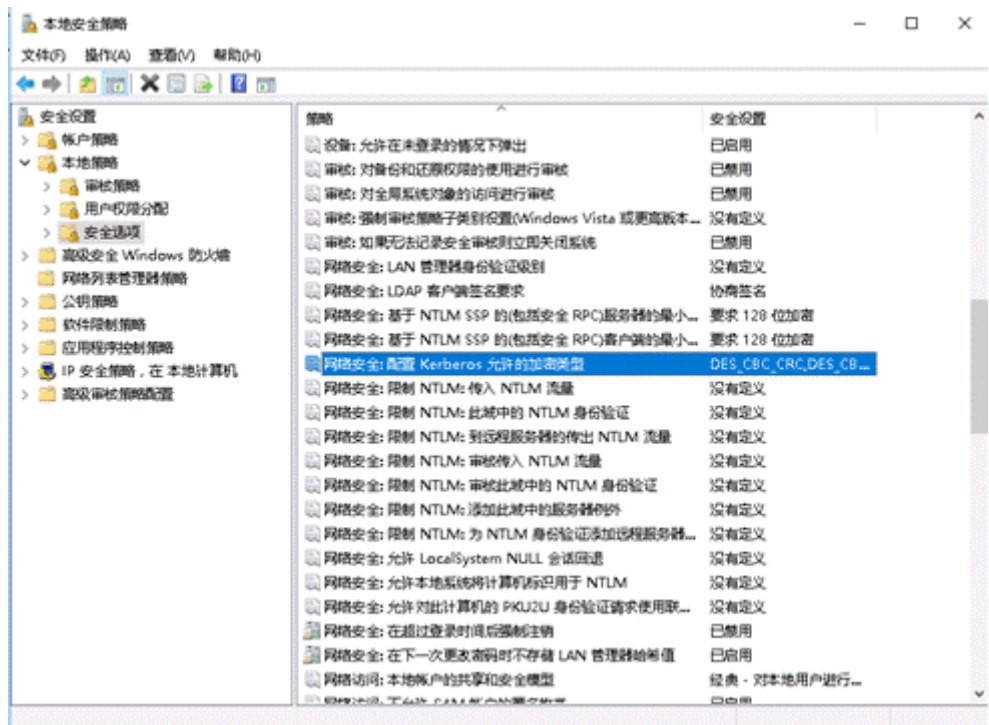 本地安全策略
文件(F) 操作(A) 查看(V) 帮助(H)
安全设置
帐户策略
本地策略
审核策略
用户权限分配
安全选项
高级安全 Windows 防火墙
网络列表管理器策略
公钥策略
软件限制策略
应用程序控制策略
IP 安全策略，在 本地计算机
高级审核策略配置
策略 安全设置
设备: 允许在未登录的情况下弹出 已启用
审核: 对备份和还原权限的使用进行审核 已禁用
审核: 对全局系统对象的访问进行审核 已禁用
审核: 强制审核策略子类别设置(Windows Vista 或更高版本... 没有定义
审核: 如果无法记录安全审核则立即关闭系统 已禁用
网络安全: LAN 管理器身份验证级别 没有定义
网络安全: LDAP 客户端签名要求 协商签名
网络安全: 基于 NTLM SSP 的(包括安全 RPC)服务器的最小... 要求 128 位加密
网络安全: 基于 NTLM SSP 的(包括安全 RPC)客户端的最小... 要求 128 位加密
网络安全: 配置 Kerberos 允许的加密类型 DES_CBC_CRC,DES_CB...
网络安全: 限制 NTLM: 传入 NTLM 流量 没有定义
网络安全: 限制 NTLM: 此域中的 NTLM 身份验证 没有定义
网络安全: 限制 NTLM: 到远程服务器的传出 NTLM 流量 没有定义
网络安全: 限制 NTLM: 审核传入 NTLM 流量 没有定义
网络安全: 限制 NTLM: 审核此域中的 NTLM 身份验证 没有定义
网络安全: 限制 NTLM: 添加此域中的服务器例外 没有定义
网络安全: 限制 NTLM: 为 NTLM 身份验证添加远程服务器... 没有定义
网络安全: 允许 LocalSystem NULL 会话回退 没有定义
网络安全: 允许本地系统将计算机标识用于 NTLM 没有定义
网络安全: 允许对此计算机的 PKU2U 身份验证请求使用联... 没有定义
网络安全: 在超过登录时间后强制注销 已禁用
网络安全: 在下一次更改密码时不存储 LAN 管理器哈希值 已启用
网络访问: 本地帐户的共享和安全模型 经典 - 对本地用户进行...